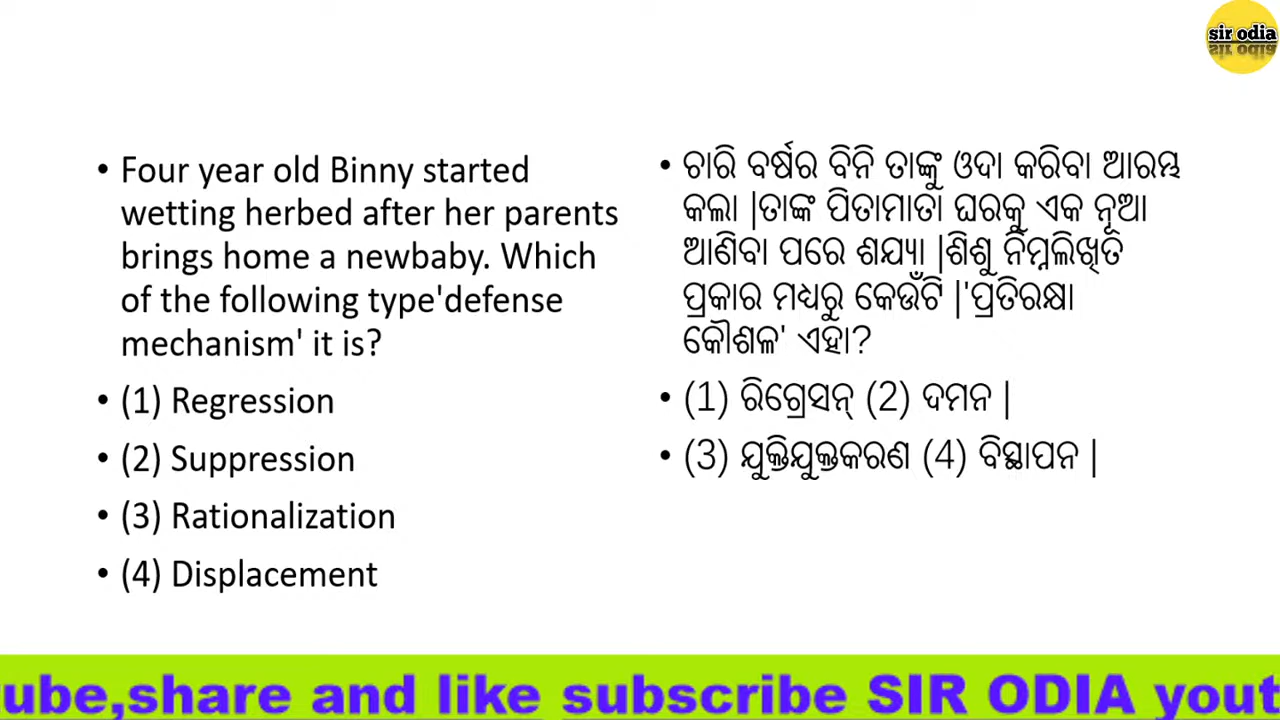 sir odia
• Four year old Binny started
wetting herbed after her parents
brings home a newbaby. Which
of the following type'defense
mechanism' it is?
• (1) Regression
• (2) Suppression
• (3) Rationalization
• (4) Displacement
• ଚାରି ବର୍ଷର ବିନି ତାଙ୍କୁ ଓଦା କରିବା ଆରମ୍ଭ
କଲା |ତାଙ୍କ ପିତାମାତା ଘରକୁ ଏକ ନୂଆ
ଆଣିବା ପରେ ଶଯ୍ୟା |ଶିଶୁ ନିମ୍ନଲିଖିତ
ପ୍ରକାର ମଧ୍ୟରୁ କେଉଁଟି |'ପ୍ରତିରକ୍ଷା
କୌଶଳ' ଏହା?
• (1) ରିଗ୍ରେସନ୍ (2) ଦମନ |
• (3) ଯୁକ୍ତିଯୁକ୍ତକରଣ (4) ବିସ୍ଥାପନ |
ube,share and like subscribe SIR ODIA yout